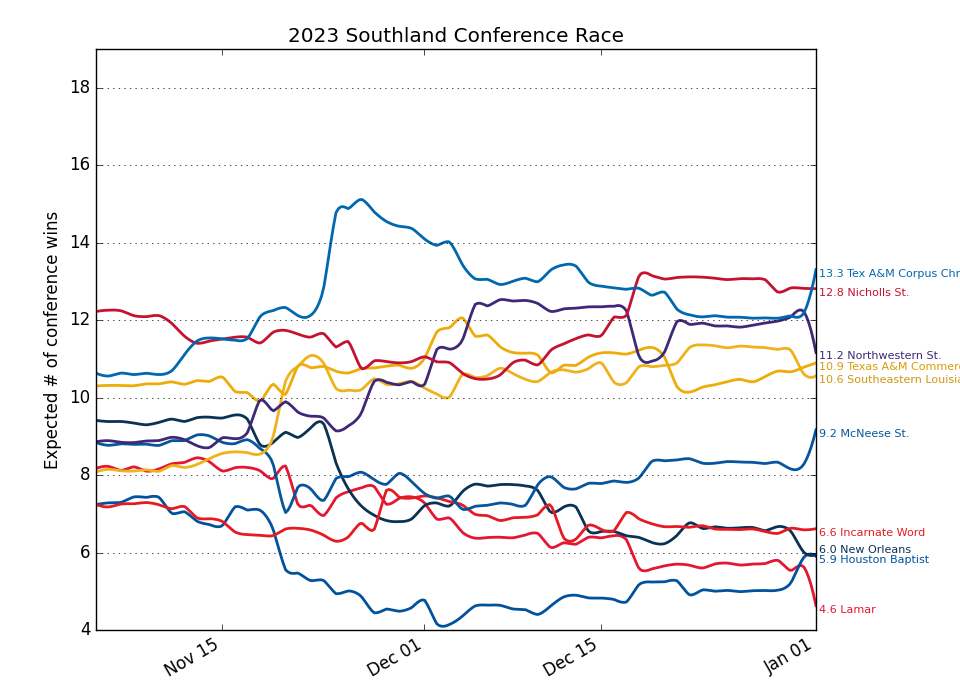 2023 Southland Conference Race
Expected # of conference wins
18
16
14
12
10
8
6
4
Nov 15
Dec 01
Dec 15
Jan 01
13.3 Tex A&M Corpus Chr
12.8 Nicholls St.
11.2 Northwestern St.
10.9 Texas A&M Commerc
10.6 Southeastern Louisia
9.2 McNeese St.
6.6 Incarnate Word
6.0 New Orleans
5.9 Houston Baptist
4.6 Lamar